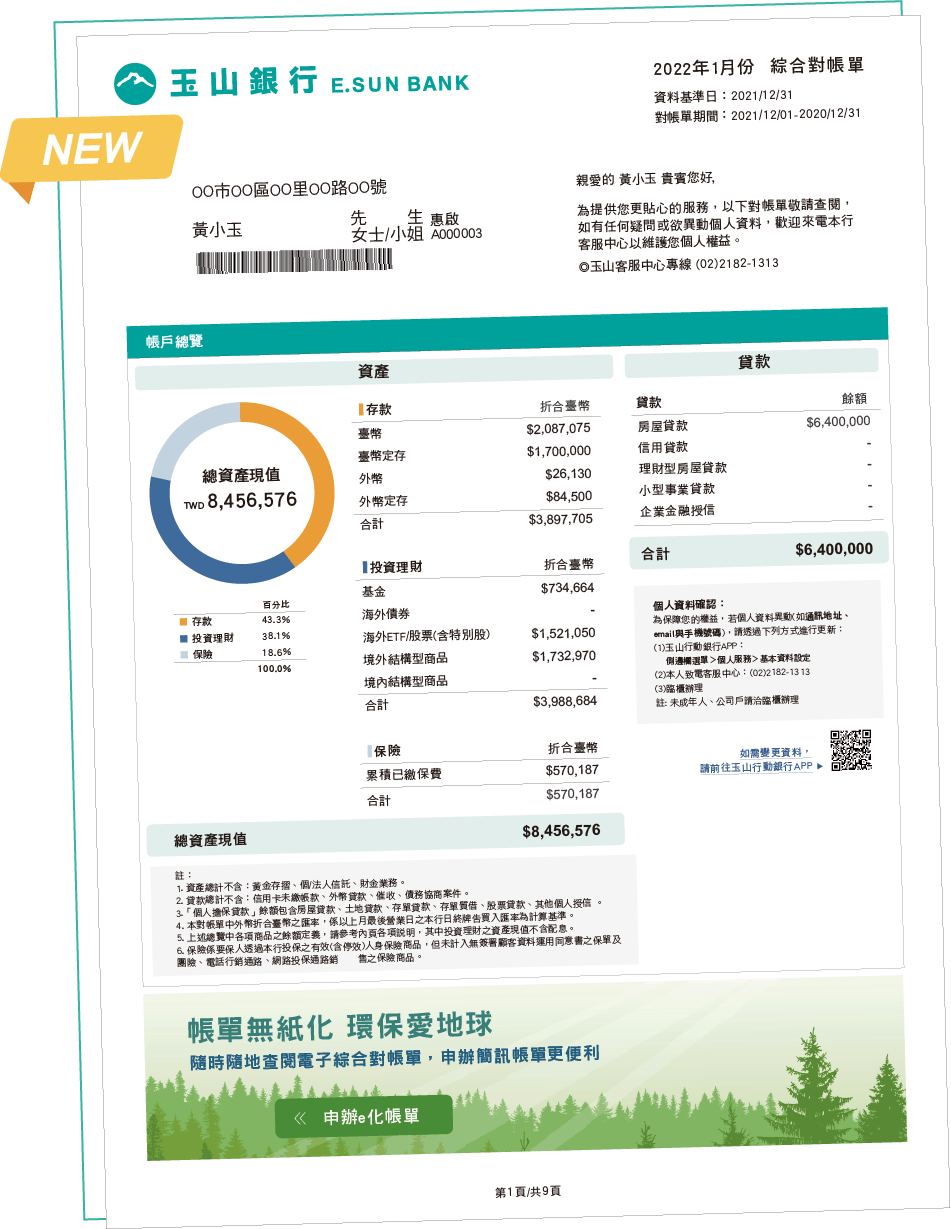 玉山銀行 E.SUN BANK
2022年1月份 綜合對帳單
資料基準日：2021/12/31
對帳單期間：2021/12/01-2020/12/31
NEW
OO市OO區OO里OO路OO號
黃小玉
先 生
女士/小姐
惠啟
A000003
親愛的 黃小玉 貴賓您好,
為提供您更貼心的服務，以下對帳單敬請查閱，
如有任何疑問或欲異動個人資料，歡迎來電本行
客服中心以維護您個人權益。
◎玉山客服中心專線 (02)2182-1313
帳戶總覽
資產
總資產現值
TWD 8,456,576
百分比
存款 43.3%
投資理財 38.1%
保險 18.6%
100.0%
存款 折合臺幣
臺幣 $2,087,075
臺幣定存 $1,700,000
外幣 $26,130
外幣定存 $84,500
合計 $3,897,705
投資理財 折合臺幣
基金 $734,664
海外債券 -
海外ETF/股票(含特別股) $1,521,050
境外結構型商品 $1,732,970
境內結構型商品 -
合計 $3,988,684
保險 折合臺幣
累積已繳保費 $570,187
合計 $570,187
總資產現值 $8,456,576
貸款
貸款 餘額
房屋貸款 $6,400,000
信用貸款 -
理財型房屋貸款 -
小型事業貸款 -
企業金融授信 -
合計 $6,400,000
個人資料確認：
為保障您的權益，若個人資料異動(如通訊地址、
email與手機號碼)，請透過下列方式進行更新：
(1)玉山行動銀行APP：
側邊欄選單＞個人服務＞基本資料設定
(2)本人致電客服中心：(02)2182-1313
(3)臨櫃辦理
註: 未成年人、公司戶請洽臨櫃辦理
如需變更資料，
請前往玉山行動銀行APP ▶
註：
1. 資產總計不含：黃金存摺、個/法人信託、財金業務。
2. 貸款總計不含：信用卡未繳帳款、外幣貸款、催收、債務協商案件。
3.「個人擔保貸款」餘額包含房屋貸款、土地貸款、存單貸款、存單質借、股票貸款、其他個人授信 。
4. 本對帳單中外幣折合臺幣之匯率，係以上月最後營業日之本行日終牌告買入匯率為計算基準。
5. 上述總覽中各項商品之餘額定義，請參考內頁各項說明，其中投資理財之資產現值不含配息。
6. 保險係要保人透過本行投保之有效(含停效)人身保險商品，但未計入無簽署顧客資料運用同意書之保單及
團險、電話行銷通路、網路投保通路銷 售之保險商品。
帳單無紙化 環保愛地球
隨時隨地查閱電子綜合對帳單，申辦簡訊帳單更便利
《 申辦e化帳單
第1頁/共9頁